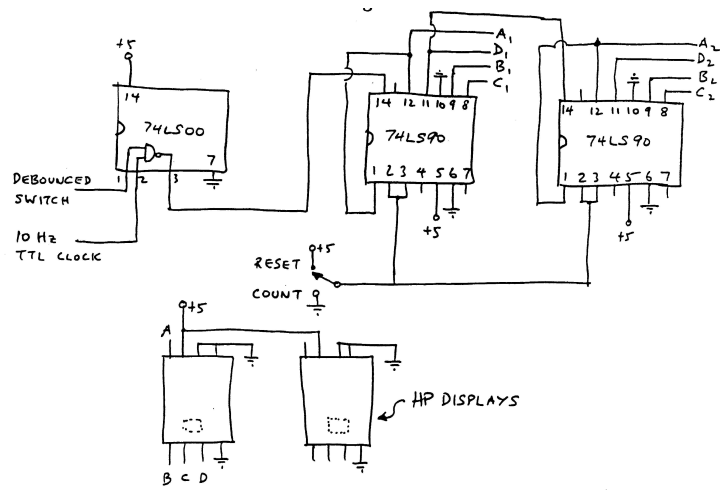 +5
14
74LS00
7
1 2 3
DEBOUNCED
SWITCH
10 Hz
TTL CLOCK
A1
D1
B1
C1
14 12 11 10 9 8
74LS90
1 2 3 4 5 6 7
+5
A2
D2
B2
C2
14 12 11 10 9 8
74LS90
1 2 3 4 5 6 7
+5
+5
RESET
COUNT
+5
A
HP DISPLAYS
B C D